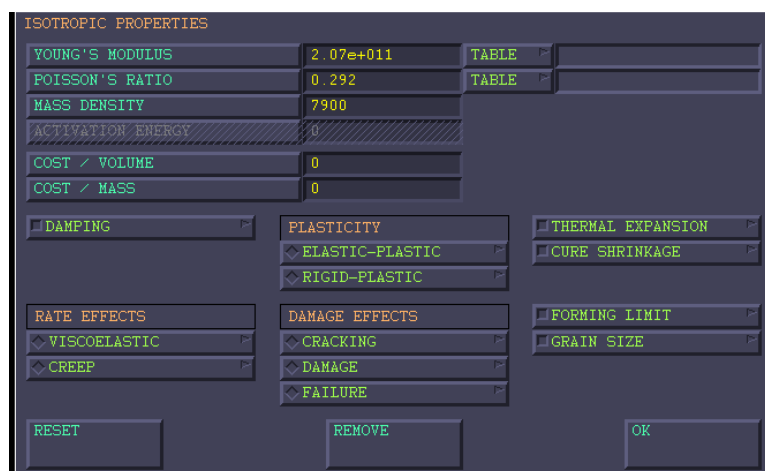 ISOTROPIC PROPERTIES
YOUNG'S MODULUS 2.07e+011 TABLE
POISSON'S RATIO 0.292 TABLE
MASS DENSITY 7900
ACTIVATION ENERGY 0
COST / VOLUME 0
COST / MASS 0
DAMPING PLASTICITY THERMAL EXPANSION
ELASTIC-PLASTIC CURE SHRINKAGE
RIGID-PLASTIC
RATE EFFECTS DAMAGE EFFECTS FORMING LIMIT
VISCOELASTIC CRACKING GRAIN SIZE
CREEP DAMAGE
FAILURE
RESET REMOVE OK